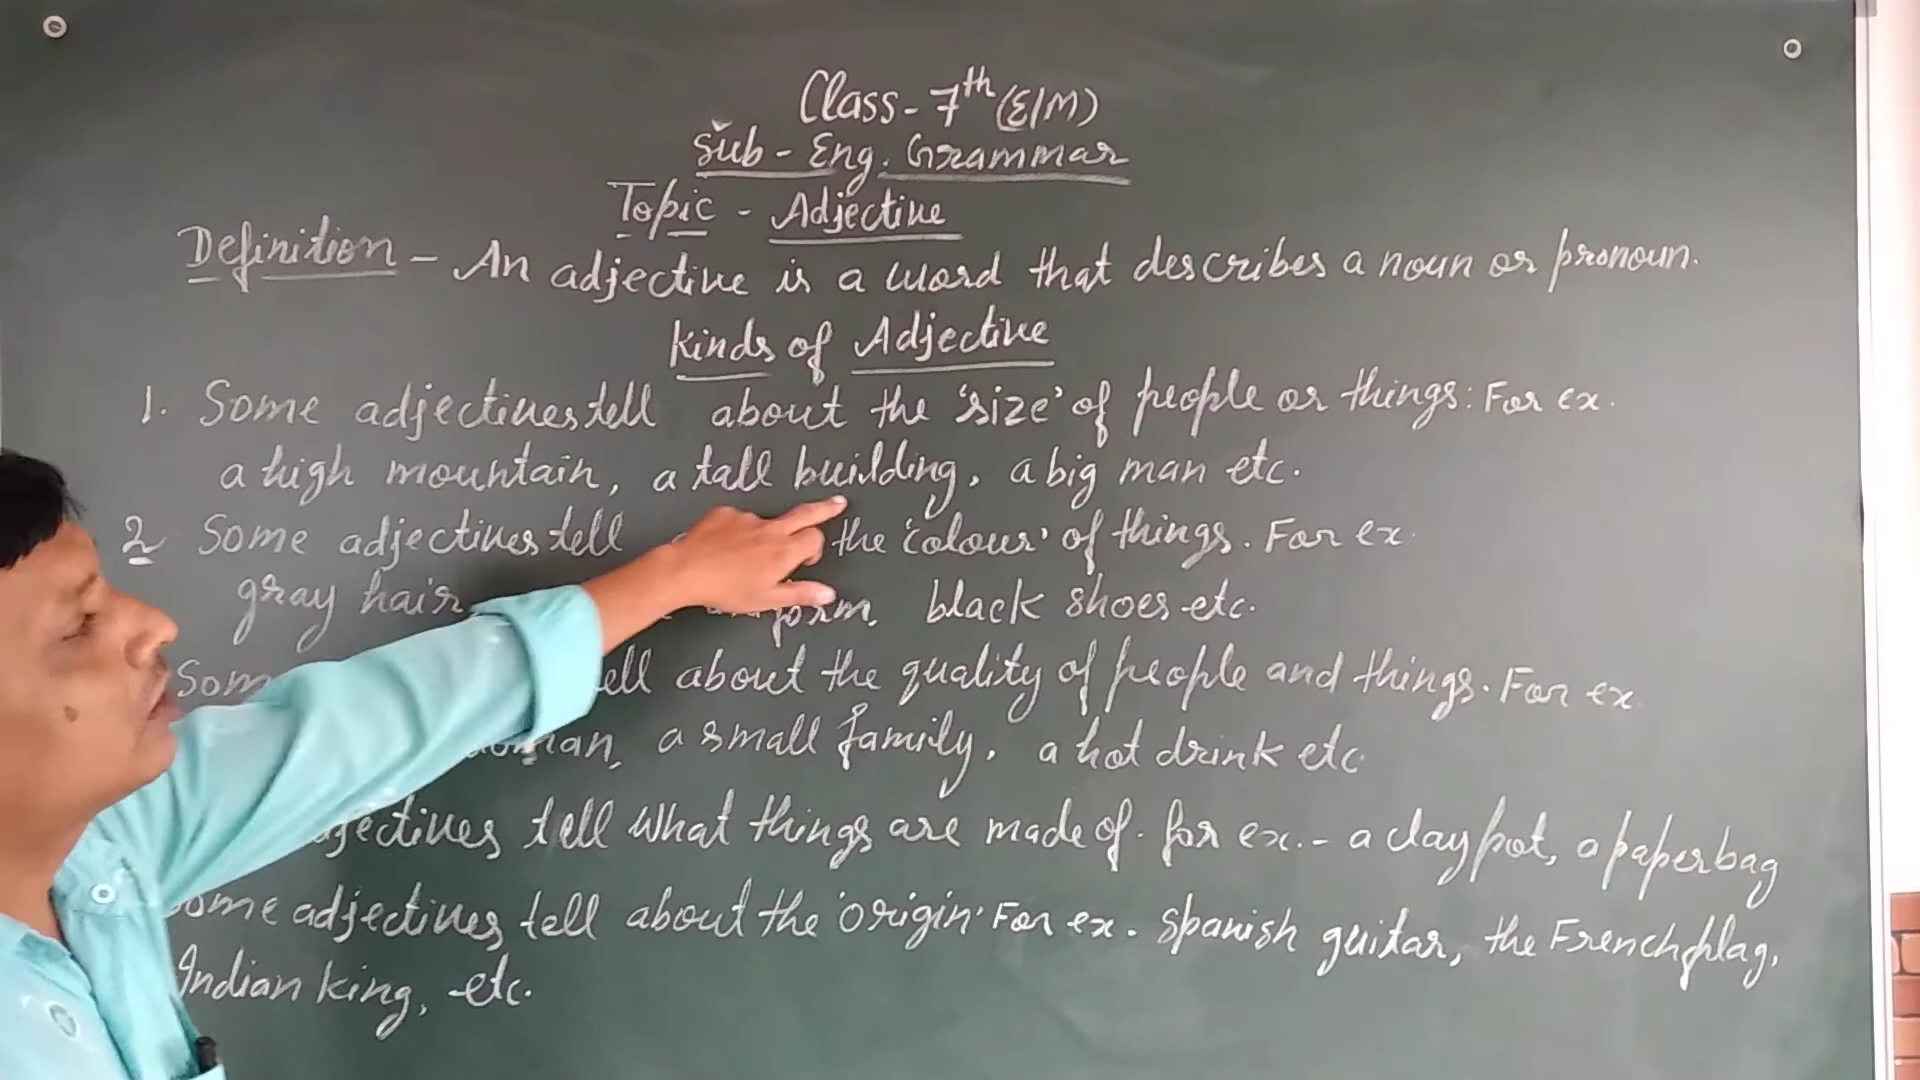 Class - 7th (E/M)
Sub - Eng. Grammar
Topic - Adjective
Definition - An adjective is a word that describes a noun or pronoun.
Kinds of Adjective
1. Some adjectives tell about the 'size' of people or things: For ex.
a high mountain, a tall building, a big man etc.
2 Some adjectives tell the 'colour' of things. For ex.
gray hair black shoes etc.
tell about the quality of people and things. For ex.
a small family, a hot drink etc
adjectives tell what things are made of. for ex. - a clay pot, a paper bag
Some adjectives tell about the 'origin' For ex. Spanish guitar, the French flag,
Indian king, etc.